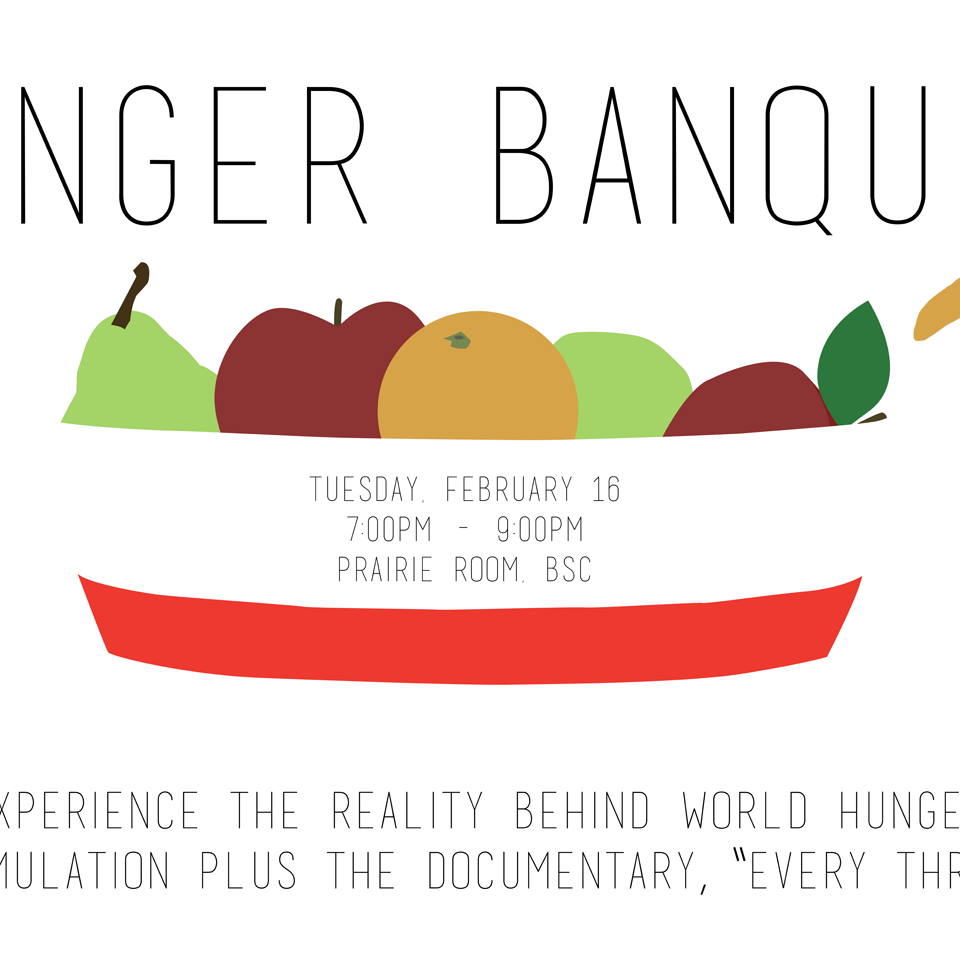 NGER BANQU
TUESDAY, FEBRUARY 16
7:00PM - 9:00PM
PRAIRIE ROOM, BSC
XPERIENCE THE REALITY BEHIND WORLD HUNGE
MULATION PLUS THE DOCUMENTARY, "EVERY THR